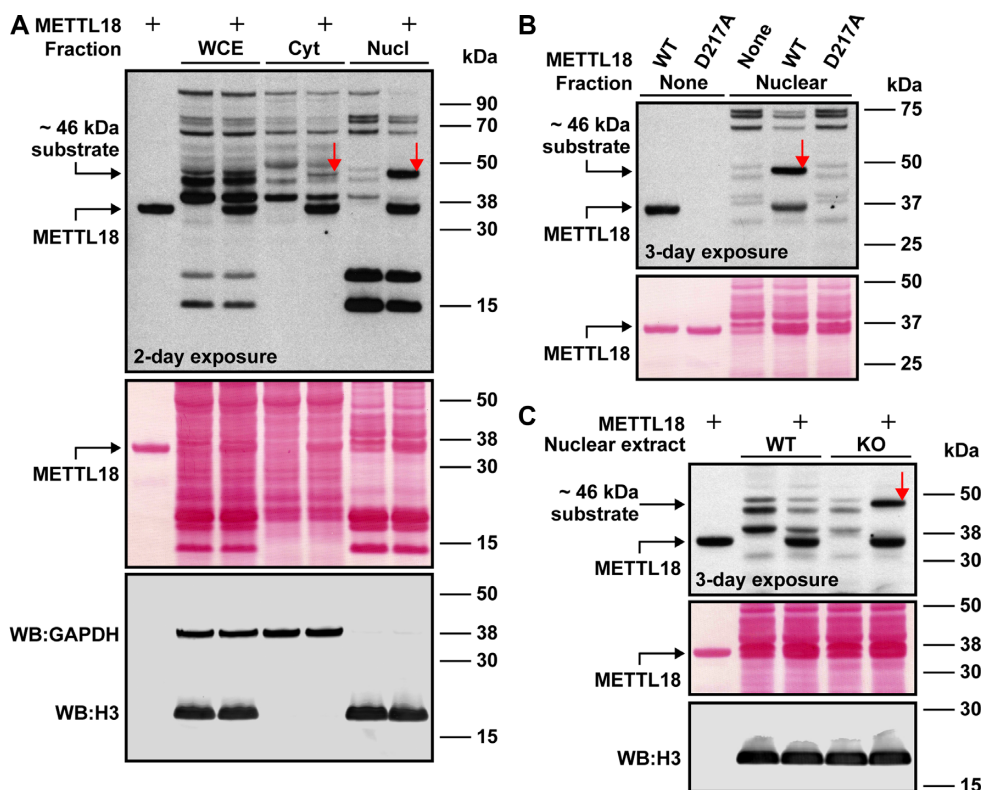 A
METTL18 + + + +
Fraction WCE Cyt Nucl
kDa
90
70
~ 46 kDa
substrate
50
38
METTL18
30
15
2-day exposure
50
38
METTL18
30
15
50
WB:GAPDH
38
30
WB:H3
15
B
METTL18 WT D217A None WT D217A
Fraction None Nuclear
kDa
75
~ 46 kDa
substrate
50
37
METTL18
25
3-day exposure
50
METTL18
37
25
C
METTL18 + + +
Nuclear extract WT KO
kDa
~ 46 kDa
substrate
50
38
METTL18
30
3-day exposure
50
38
METTL18
30
30
WB:H3
15